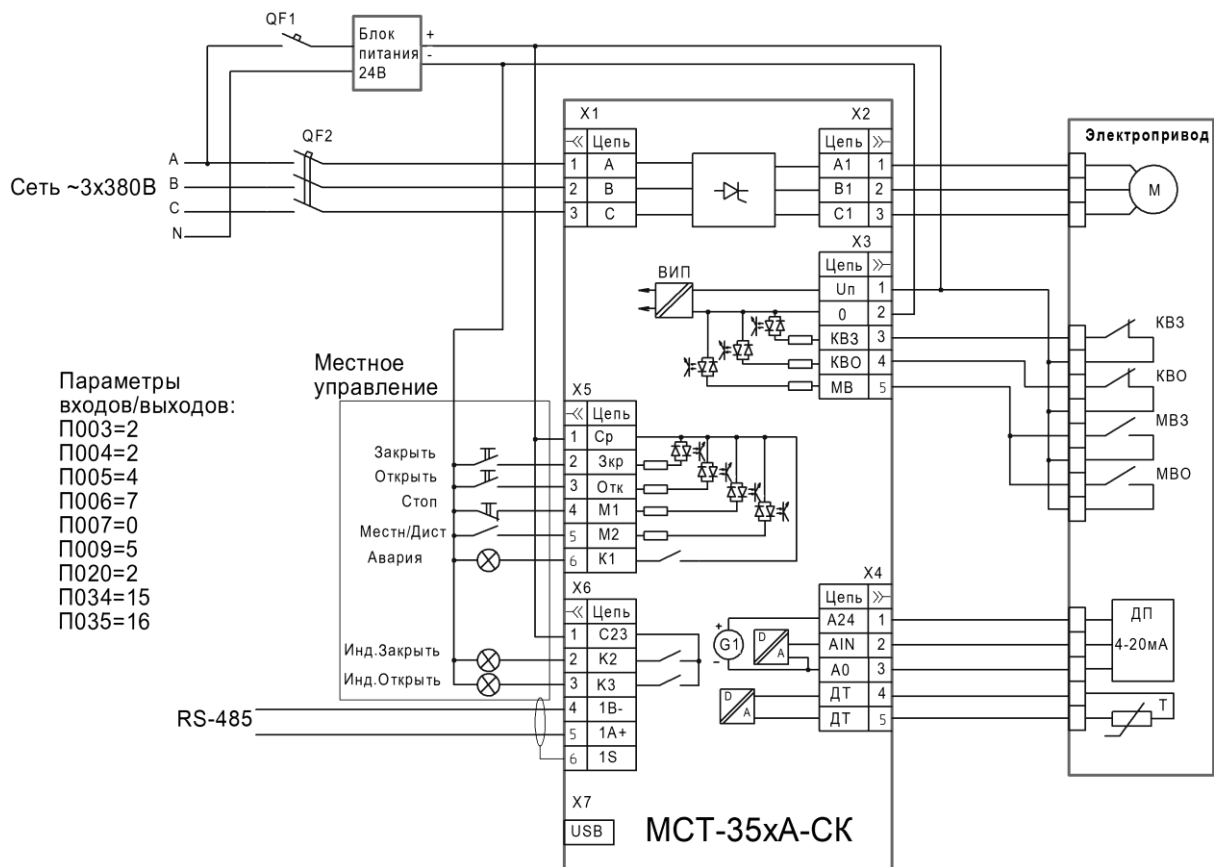 QF1
Блок
питания
24В
+
-
QF2
A
B
C
N
Сеть ~3х380В
X1
Цепь
1 A
2 B
3 C
X2
Цепь
A1 1
B1 2
C1 3
Электропривод
М
X3
Цепь
Uп 1
0 2
КВЗ 3
КВО 4
МВ 5
ВИП
КВЗ
КВО
МВЗ
МВО
Параметры
входов/выходов:
П003=2
П004=2
П005=4
П006=7
П007=0
П009=5
П020=2
П034=15
П035=16
Местное
управление
Закрыть
Открыть
Стоп
Местн/Дист
Авария
Инд.Закрыть
Инд.Открыть
RS-485
X5
Цепь
1 Ср
2 Зкр
3 Отк
4 М1
5 М2
6 К1
X6
Цепь
1 С23
2 К2
3 К3
4 1В-
5 1А+
6 1S
X4
Цепь
А24 1
AIN 2
А0 3
ДТ 4
ДТ 5
+
G1
-
D
A
D
A
ДП
4-20мА
Т
X7
USB
МСТ-35хА-СК